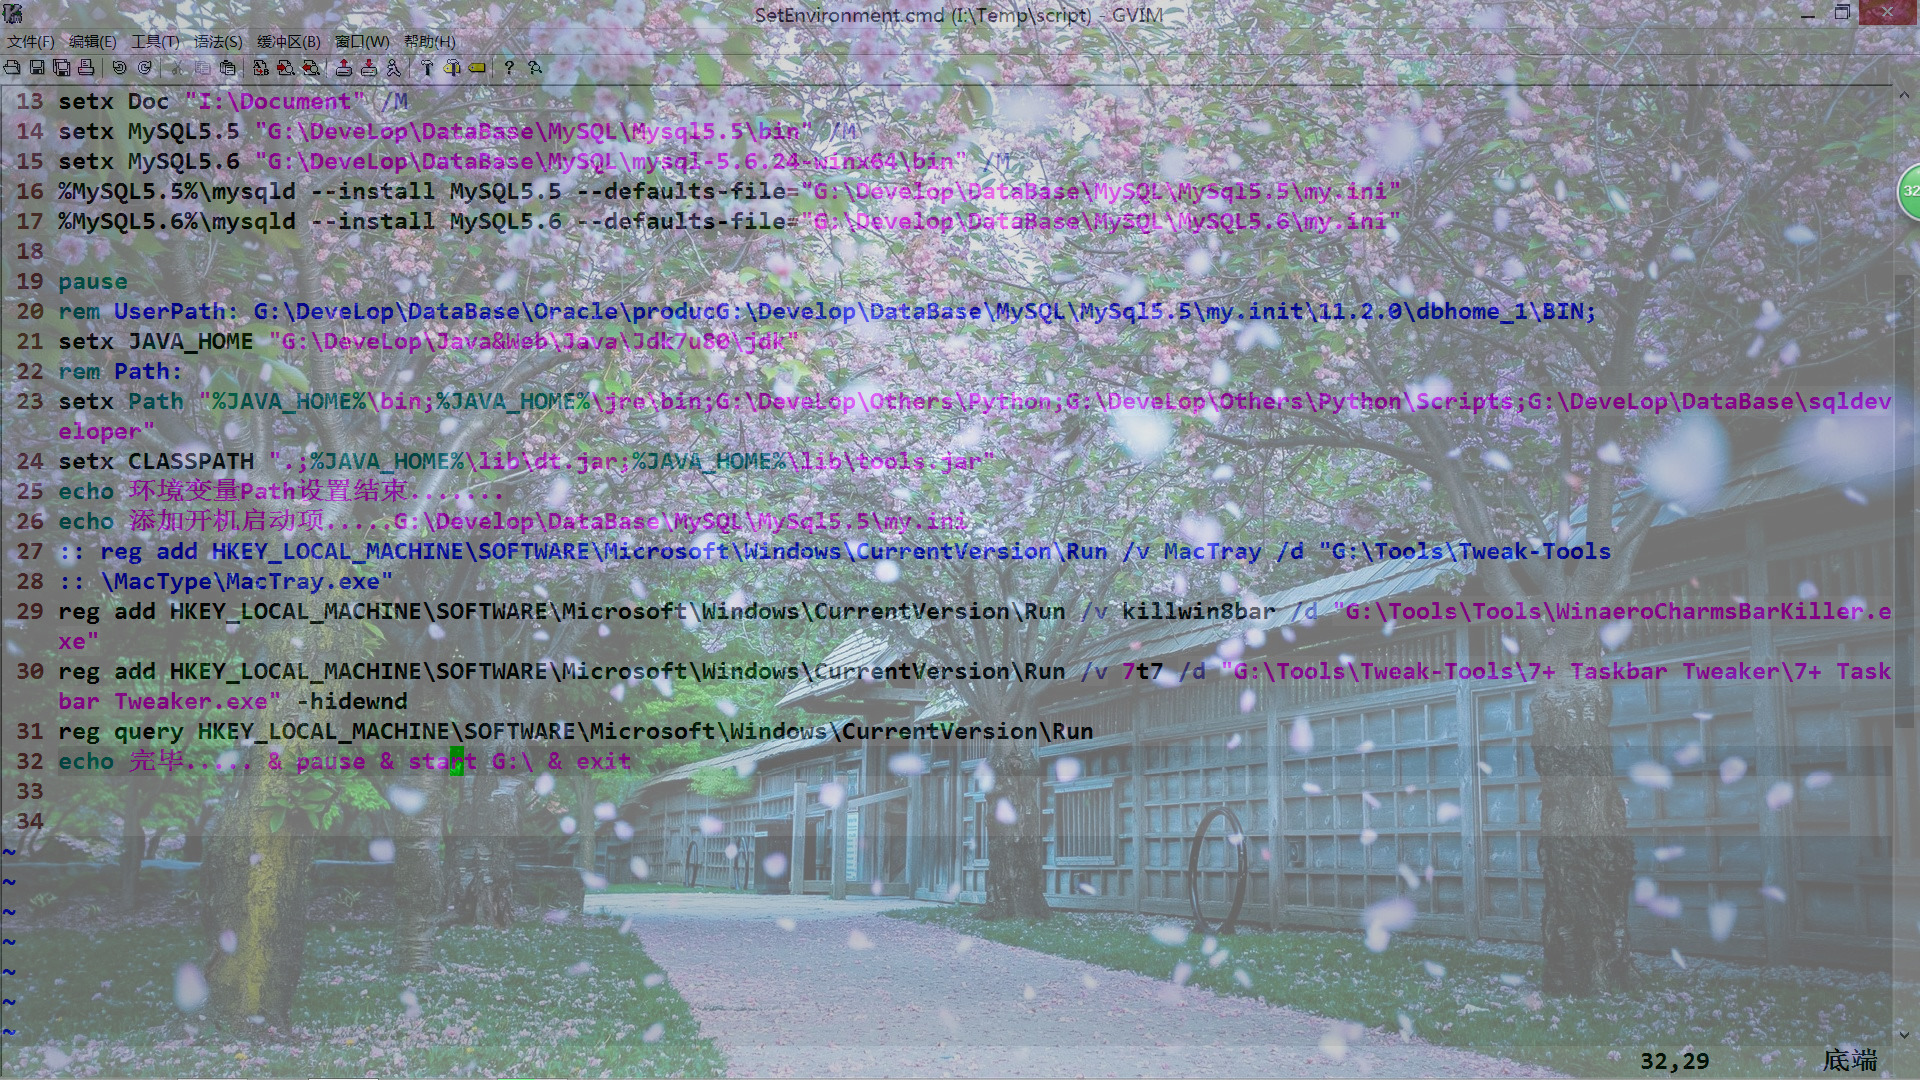 SetEnvironment.cmd (I:\Temp\script) - GVIM
文件(F) 编辑(E) 工具(T) 语法(S) 缓冲区(B) 窗口(W) 帮助(H)
13 setx Doc "I:\Document" /M
14 setx MySQL5.5 "G:\DeveLop\DataBase\MySQL\Mysql5.5\bin" /M
15 setx MySQL5.6 "G:\DeveLop\DataBase\MySQL\mysql-5.6.24-winx64\bin" /M
16 %MySQL5.5%\mysqld --install MySQL5.5 --defaults-file="G:\Develop\DataBase\MySQL\MySql5.5\my.ini"
17 %MySQL5.6%\mysqld --install MySQL5.6 --defaults-file="G:\Develop\DataBase\MySQL\MySQL5.6\my.ini"
18
19 pause
20 rem UserPath: G:\DeveLop\DataBase\Oracle\producG:\Develop\DataBase\MySQL\MySql5.5\my.init\11.2.0\dbhome_1\BIN;
21 setx JAVA_HOME "G:\DeveLop\Java&Web\Java\Jdk7u80\jdk"
22 rem Path:
23 setx Path "%JAVA_HOME%\bin;%JAVA_HOME%\jre\bin;G:\DeveLop\Others\Python;G:\DeveLop\Others\Python\Scripts;G:\DeveLop\DataBase\sqldev
eloper"
24 setx CLASSPATH ".;%JAVA_HOME%\lib\dt.jar;%JAVA_HOME%\lib\tools.jar"
25 echo 环境变量Path设置结束.......
26 echo 添加开机启动项.....G:\Develop\DataBase\MySQL\MySql5.5\my.ini
27 :: reg add HKEY_LOCAL_MACHINE\SOFTWARE\Microsoft\Windows\CurrentVersion\Run /v MacTray /d "G:\Tools\Tweak-Tools
28 :: \MacType\MacTray.exe"
29 reg add HKEY_LOCAL_MACHINE\SOFTWARE\Microsoft\Windows\CurrentVersion\Run /v killwin8bar /d "G:\Tools\Tools\WinaeroCharmsBarKiller.e
xe"
30 reg add HKEY_LOCAL_MACHINE\SOFTWARE\Microsoft\Windows\CurrentVersion\Run /v 7t7 /d "G:\Tools\Tweak-Tools\7+ Taskbar Tweaker\7+ Task
bar Tweaker.exe" -hidewnd
31 reg query HKEY_LOCAL_MACHINE\SOFTWARE\Microsoft\Windows\CurrentVersion\Run
32 echo 完毕..... & pause & start G:\ & exit
33
34
~
~
~
~
~
~
~
32,29 底端
32